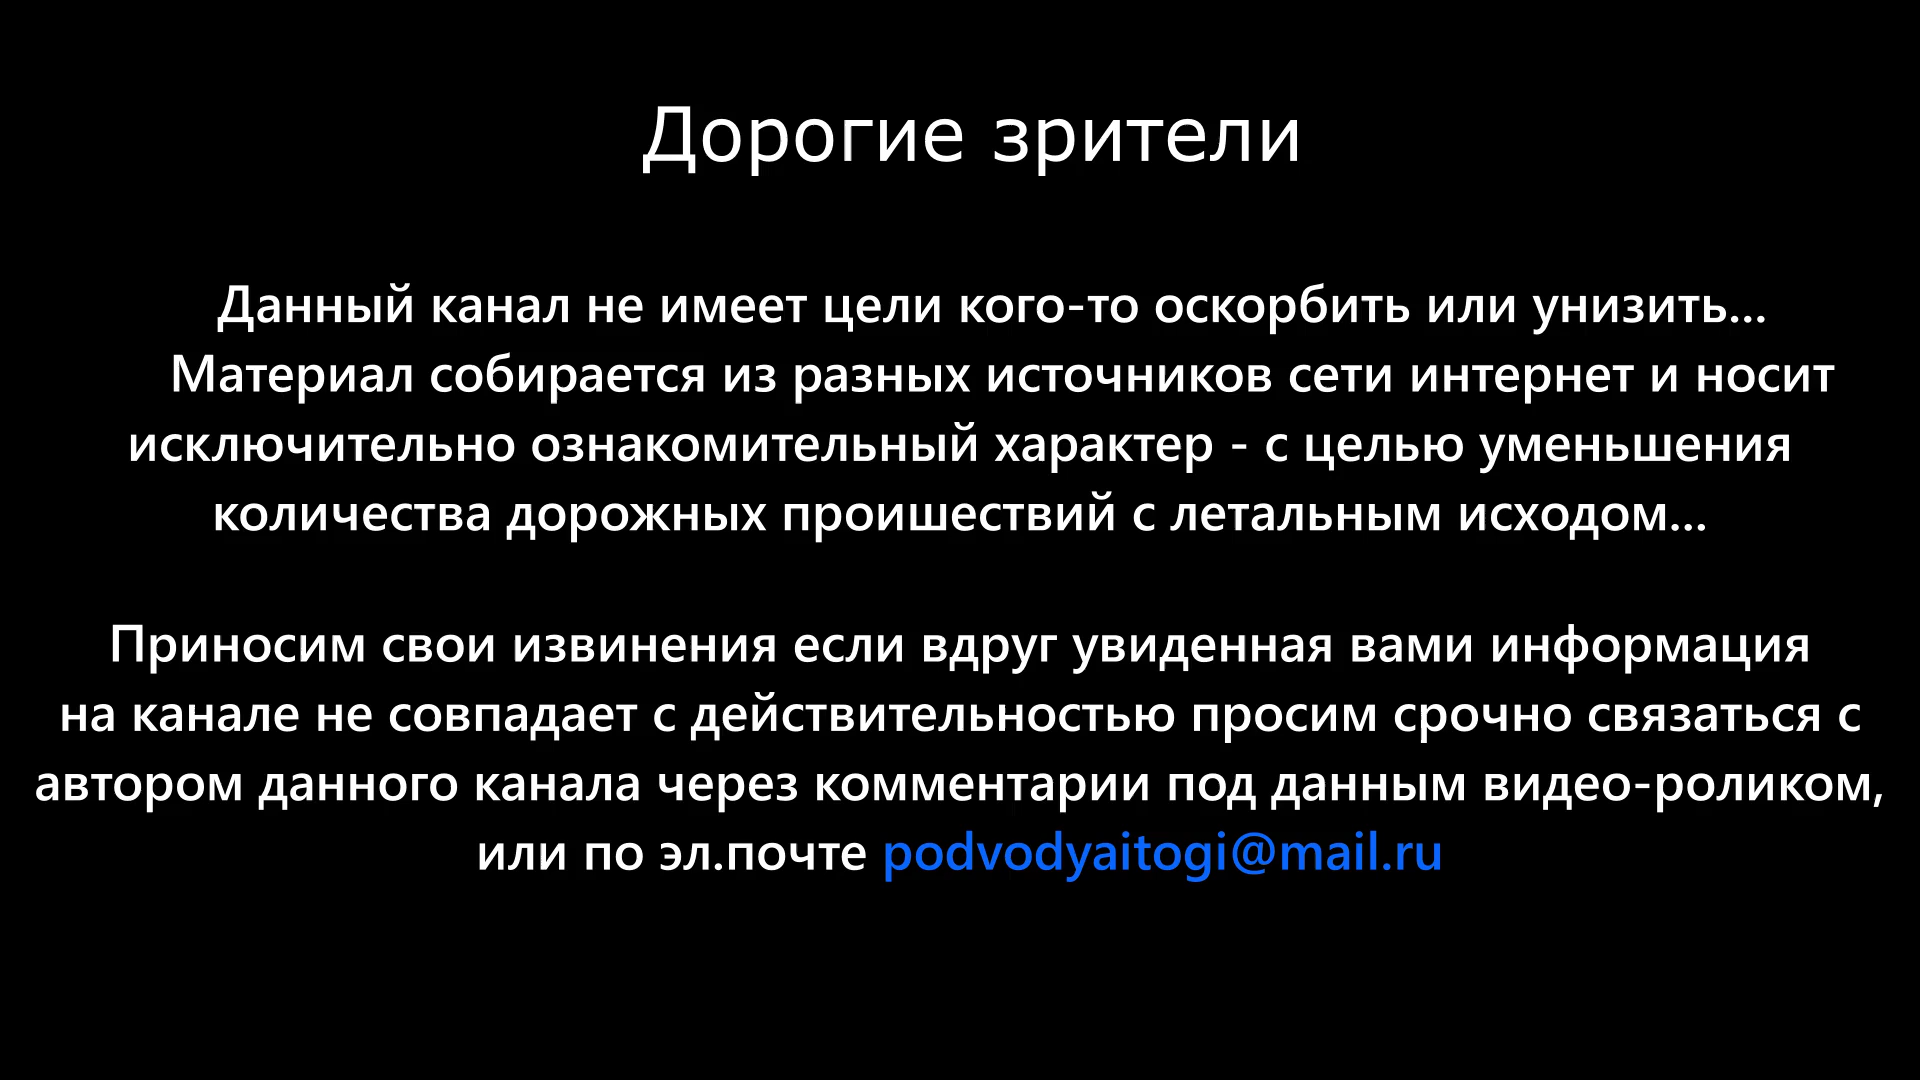 Дорогие зрители
Данный канал не имеет цели кого-то оскорбить или унизить...
Материал собирается из разных источников сети интернет и носит
исключительно ознакомительный характер - с целью уменьшения
количества дорожных проишествий с летальным исходом...
Приносим свои извинения если вдруг увиденная вами информация
на канале не совпадает с действительностью просим срочно связаться с
автором данного канала через комментарии под данным видео-роликом,
или по эл.почте podvodyaitogi@mail.ru